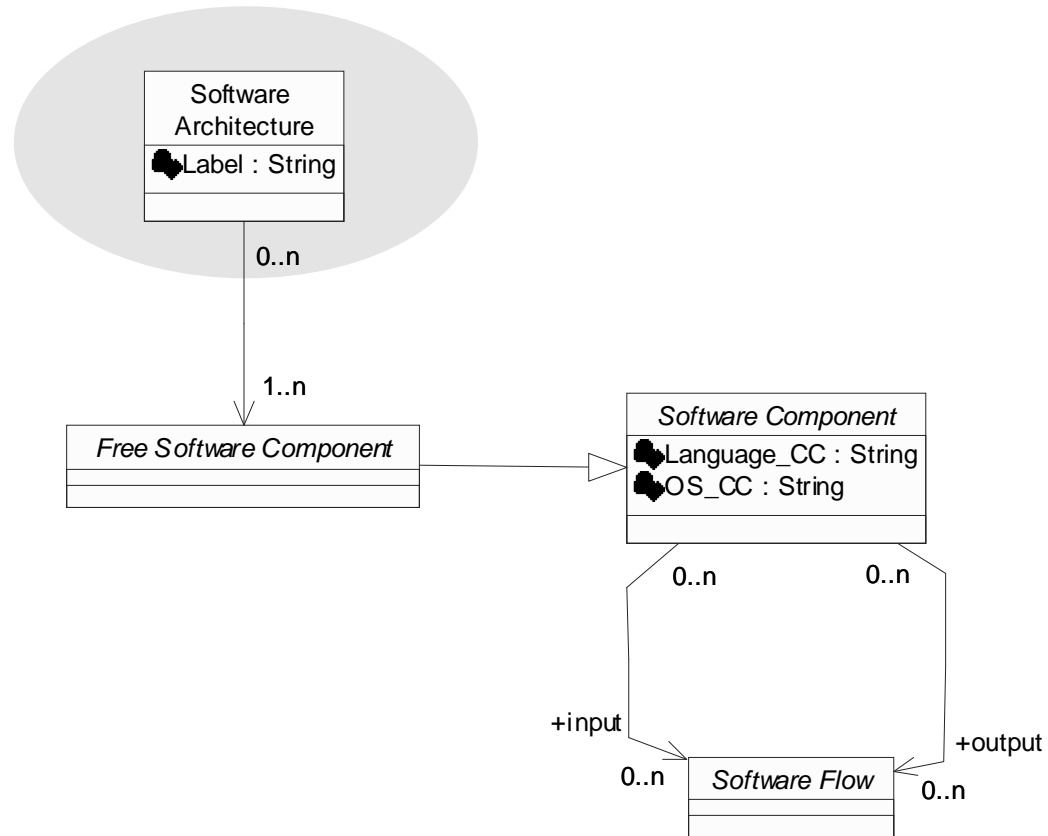 Software
Architecture
Label : String
0..n
1..n
Free Software Component
Software Component
Language_CC : String
OS_CC : String
0..n
0..n
+input
+output
0..n
Software Flow
0..n